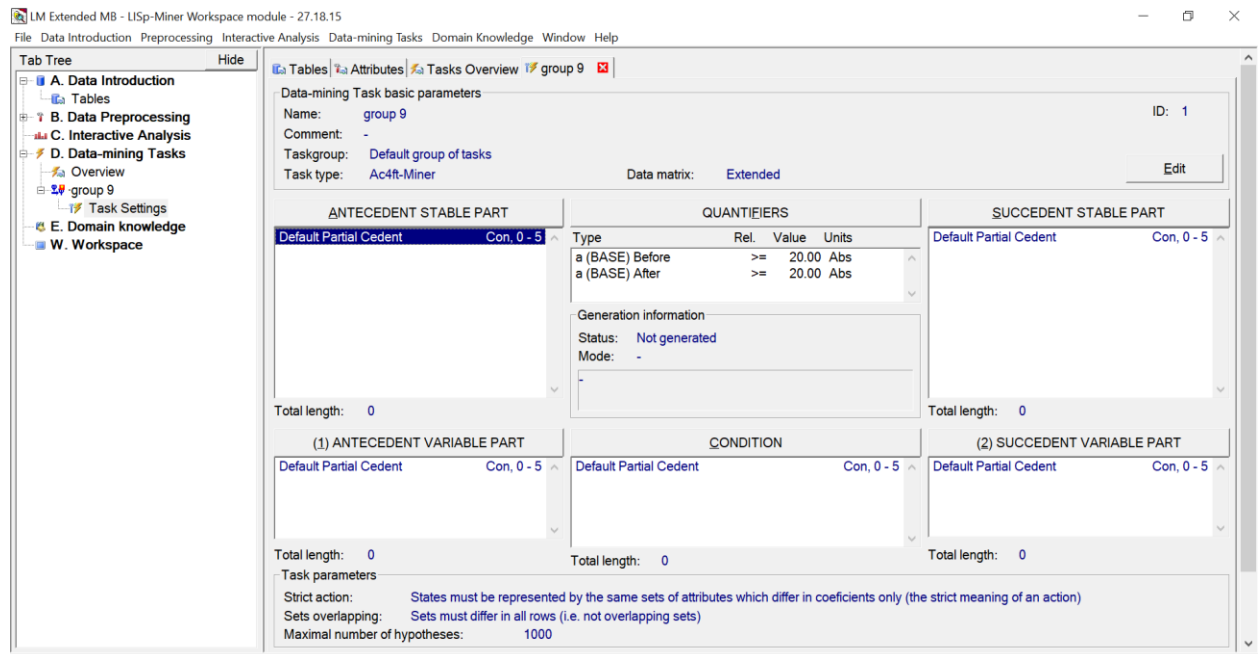 LM Extended MB - LISp-Miner Workspace module - 27.18.15
File Data Introduction Preprocessing Interactive Analysis Data-mining Tasks Domain Knowledge Window Help
Tab Tree Hide
A. Data Introduction
Tables
B. Data Preprocessing
C. Interactive Analysis
D. Data-mining Tasks
Overview
group 9
Task Settings
E. Domain knowledge
W. Workspace
Tables Attributes Tasks Overview group 9
Data-mining Task basic parameters
Name: group 9 ID: 1
Comment: -
Taskgroup: Default group of tasks
Task type: Ac4ft-Miner Data matrix: Extended Edit
ANTECEDENT STABLE PART QUANTIFIERS SUCCEDENT STABLE PART
Default Partial Cedent Con, 0 - 5 Type Rel. Value Units Default Partial Cedent Con, 0 - 5
a (BASE) Before >= 20.00 Abs
a (BASE) After >= 20.00 Abs
Generation information
Status: Not generated
Mode: -
-
Total length: 0 Total length: 0
(1) ANTECEDENT VARIABLE PART CONDITION (2) SUCCEDENT VARIABLE PART
Default Partial Cedent Con, 0 - 5 Default Partial Cedent Con, 0 - 5 Default Partial Cedent Con, 0 - 5
Total length: 0 Total length: 0 Total length: 0
Task parameters
Strict action: States must be represented by the same sets of attributes which differ in coeficients only (the strict meaning of an action)
Sets overlapping: Sets must differ in all rows (i.e. not overlapping sets)
Maximal number of hypotheses: 1000